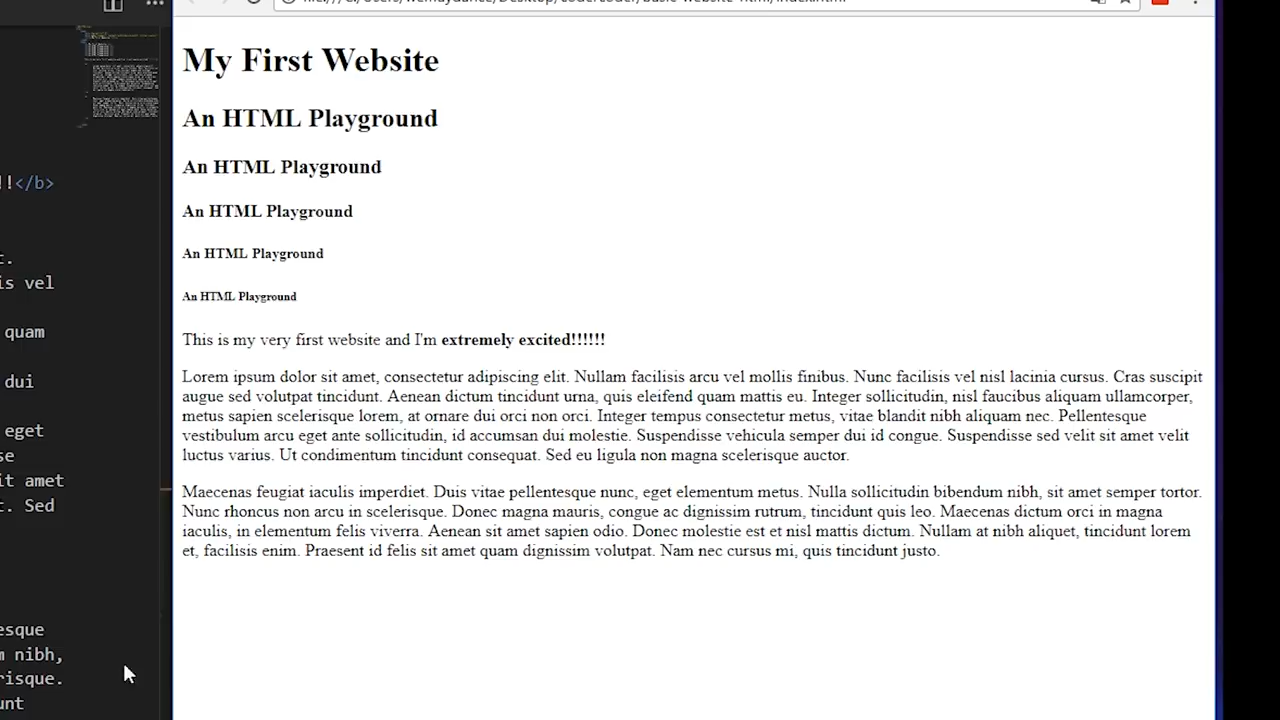 My First Website
An HTML Playground
An HTML Playground
An HTML Playground
An HTML Playground
An HTML Playground
This is my very first website and I'm extremely excited!!!!!!
Lorem ipsum dolor sit amet, consectetur adipiscing elit. Nullam facilisis arcu vel mollis finibus. Nunc facilisis vel nisl lacinia cursus. Cras suscipit
augue sed volutpat tincidunt. Aenean dictum tincidunt urna, quis eleifend quam mattis eu. Integer sollicitudin, nisl faucibus aliquam ullamcorper,
metus sapien scelerisque lorem, at ornare dui orci non orci. Integer tempus consectetur metus, vitae blandit nibh aliquam nec. Pellentesque
vestibulum arcu eget ante sollicitudin, id accumsan dui molestie. Suspendisse vehicula semper dui id congue. Suspendisse sed velit sit amet velit
luctus varius. Ut condimentum tincidunt consequat. Sed eu ligula non magna scelerisque auctor.
Maecenas feugiat iaculis imperdiet. Duis vitae pellentesque nunc, eget elementum metus. Nulla sollicitudin bibendum nibh, sit amet semper tortor.
Nunc rhoncus non arcu in scelerisque. Donec magna mauris, congue ac dignissim rutrum, tincidunt quis leo. Maecenas dictum orci in magna
iaculis, in elementum felis viverra. Aenean sit amet sapien odio. Donec molestie est et nisl mattis dictum. Nullam at nibh aliquet, tincidunt lorem
et, facilisis enim. Praesent id felis sit amet quam dignissim volutpat. Nam nec cursus mi, quis tincidunt justo.
!!</b>
t.
is vel
quam
dui
eget
se
it amet
t. Sed
esque
m nibh,
risque.
unt